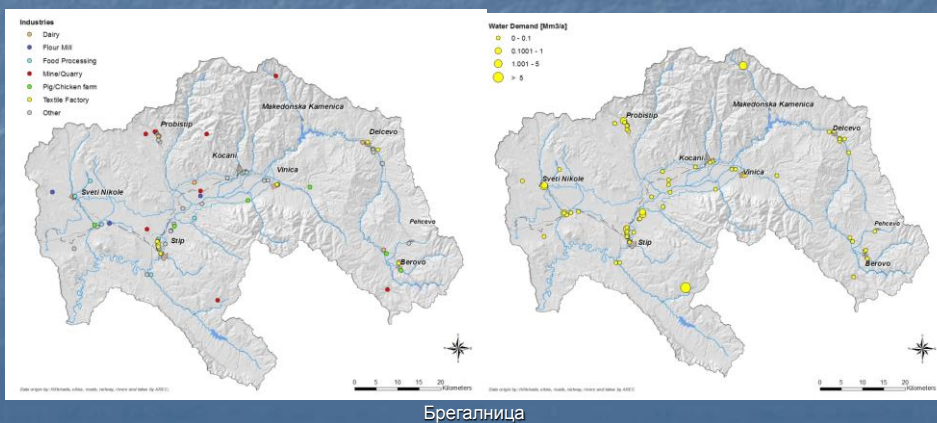 Industries
Dairy
Flour Mill
Food Processing
Mine/Quarry
Pig/Chicken farm
Textile Factory
Other
Makedonska Kamenica
Probistip
Delcevo
Kocani
Vinica
Sveti Nikole
Pehcevo
Stip
Berovo
0 5 10 15 20
Kilometers
Water Demand [Mm3/a]
0 - 0.1
0.1001 - 1
1.001 - 5
> 5
Makedonska Kamenica
Probistip
Delcevo
Kocani
Vinica
Sveti Nikole
Pehcevo
Stip
Berovo
0 5 10 15 20
Kilometers
Брегалница